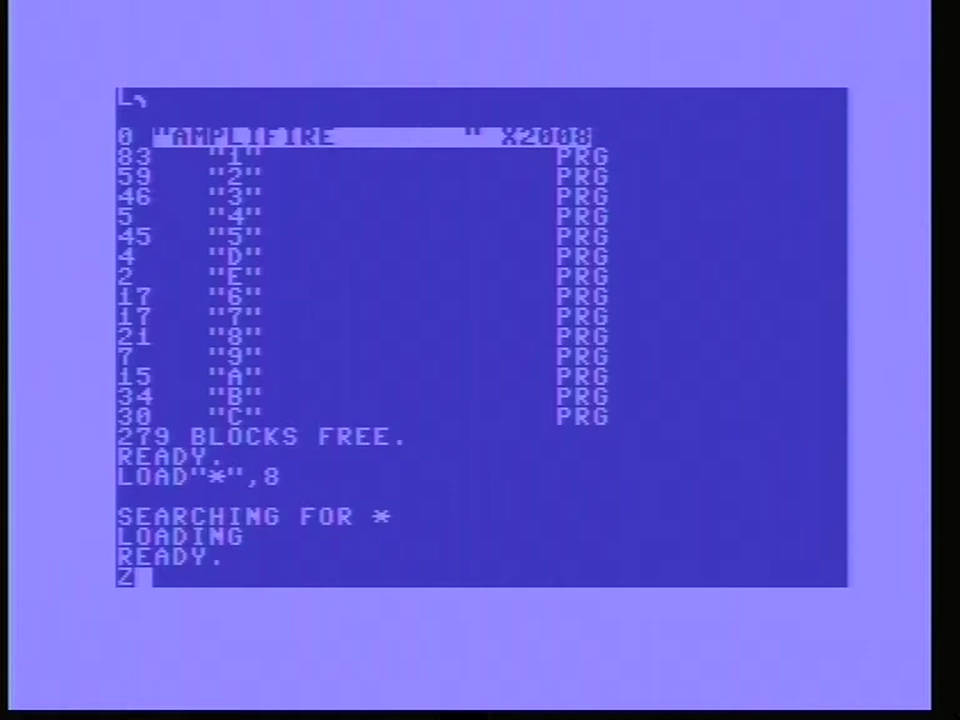 L╮
0 "AMPLIFIRE       " X2008
83   "1"                PRG
59   "2"                PRG
46   "3"                PRG
5    "4"                PRG
45   "5"                PRG
4    "D"                PRG
2    "E"                PRG
17   "6"                PRG
17   "7"                PRG
21   "8"                PRG
7    "9"                PRG
15   "A"                PRG
34   "B"                PRG
30   "C"                PRG
279 BLOCKS FREE.
READY.
LOAD"*",8
SEARCHING FOR *
LOADING
READY.
Z